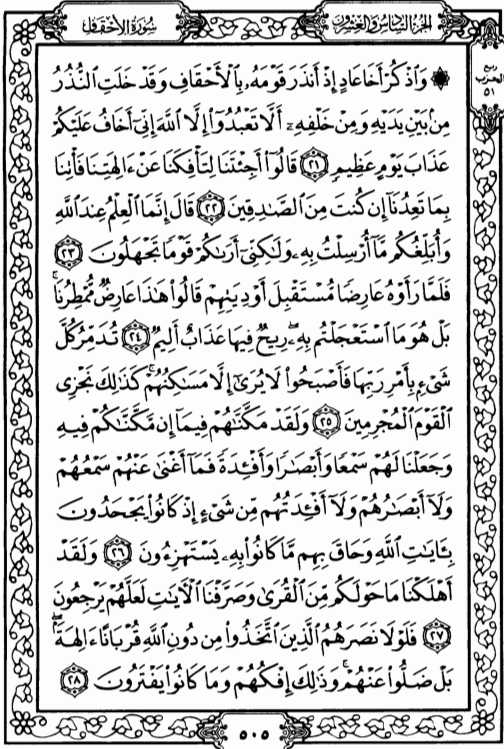 الجزء السادس والعشرون
سورة الأحقاف
ربع
الحزب
٥١
۞ وَاذْكُرْ أَخَا عَادٍ إِذْ أَنذَرَ قَوْمَهُۥ بِالْأَحْقَافِ وَقَدْ خَلَتِ النُّذُرُ
مِنۢ بَيْنِ يَدَيْهِ وَمِنْ خَلْفِهِۦٓ أَلَّا تَعْبُدُوٓا۟ إِلَّا اللَّهَ إِنِّىٓ أَخَافُ عَلَيْكُمْ
عَذَابَ يَوْمٍ عَظِيمٍ ٢١ قَالُوٓا۟ أَجِئْتَنَا لِتَأْفِكَنَا عَنْ ءَالِهَتِنَا فَأْتِنَا
بِمَا تَعِدُنَآ إِن كُنتَ مِنَ الصَّٰدِقِينَ ٢٢ قَالَ إِنَّمَا الْعِلْمُ عِندَ اللَّهِ
وَأُبَلِّغُكُم مَّآ أُرْسِلْتُ بِهِۦ وَلَٰكِنِّىٓ أَرَىٰكُمْ قَوْمًا تَجْهَلُونَ ٢٣
فَلَمَّا رَأَوْهُ عَارِضًا مُّسْتَقْبِلَ أَوْدِيَتِهِمْ قَالُوا۟ هَٰذَا عَارِضٌ مُّمْطِرُنَا ۚ
بَلْ هُوَ مَا اسْتَعْجَلْتُم بِهِۦ ۖ رِيحٌ فِيهَا عَذَابٌ أَلِيمٌ ٢٤ تُدَمِّرُ كُلَّ
شَىْءٍۭ بِأَمْرِ رَبِّهَا فَأَصْبَحُوا۟ لَا يُرَىٰٓ إِلَّا مَسَٰكِنُهُمْ ۚ كَذَٰلِكَ نَجْزِى
الْقَوْمَ الْمُجْرِمِينَ ٢٥ وَلَقَدْ مَكَّنَّٰهُمْ فِيمَآ إِن مَّكَّنَّٰكُمْ فِيهِ
وَجَعَلْنَا لَهُمْ سَمْعًا وَأَبْصَٰرًا وَأَفْـِٔدَةً فَمَآ أَغْنَىٰ عَنْهُمْ سَمْعُهُمْ
وَلَآ أَبْصَٰرُهُمْ وَلَآ أَفْـِٔدَتُهُم مِّن شَىْءٍ إِذْ كَانُوا۟ يَجْحَدُونَ
بِـَٔايَٰتِ اللَّهِ وَحَاقَ بِهِم مَّا كَانُوا۟ بِهِۦ يَسْتَهْزِءُونَ ٢٦ وَلَقَدْ
أَهْلَكْنَا مَا حَوْلَكُم مِّنَ الْقُرَىٰ وَصَرَّفْنَا الْـَٔايَٰتِ لَعَلَّهُمْ يَرْجِعُونَ
٢٧ فَلَوْلَا نَصَرَهُمُ الَّذِينَ اتَّخَذُوا۟ مِن دُونِ اللَّهِ قُرْبَانًا ءَالِهَةًۢ ۖ
بَلْ ضَلُّوا۟ عَنْهُمْ ۚ وَذَٰلِكَ إِفْكُهُمْ وَمَا كَانُوا۟ يَفْتَرُونَ ٢٨
٥٠٥